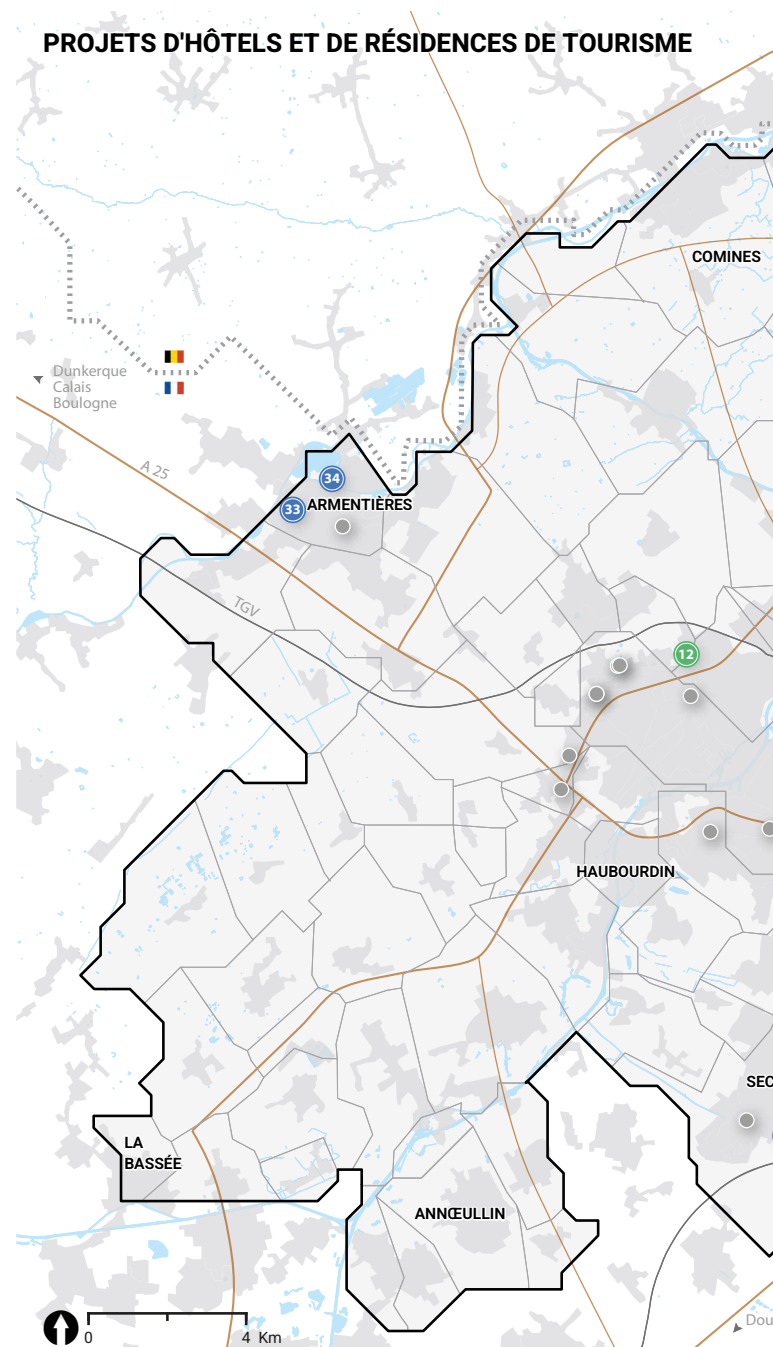 PROJETS D'HÔTELS ET DE RÉSIDENCES DE TOURISME
COMINES
Dunkerque
Calais
Boulogne
A 25
34
33
ARMENTIÈRES
TGV
12
HAUBOURDIN
SEC
LA
BASSÉE
ANNŒULLIN
0
4 Km
Dou